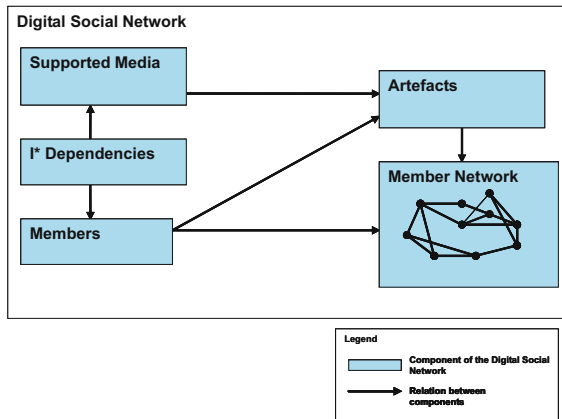 Digital Social Network
Supported Media
Artefacts
I* Dependencies
Member Network
Members
Legend
Component of the Digital Social
Network
Relation between
components